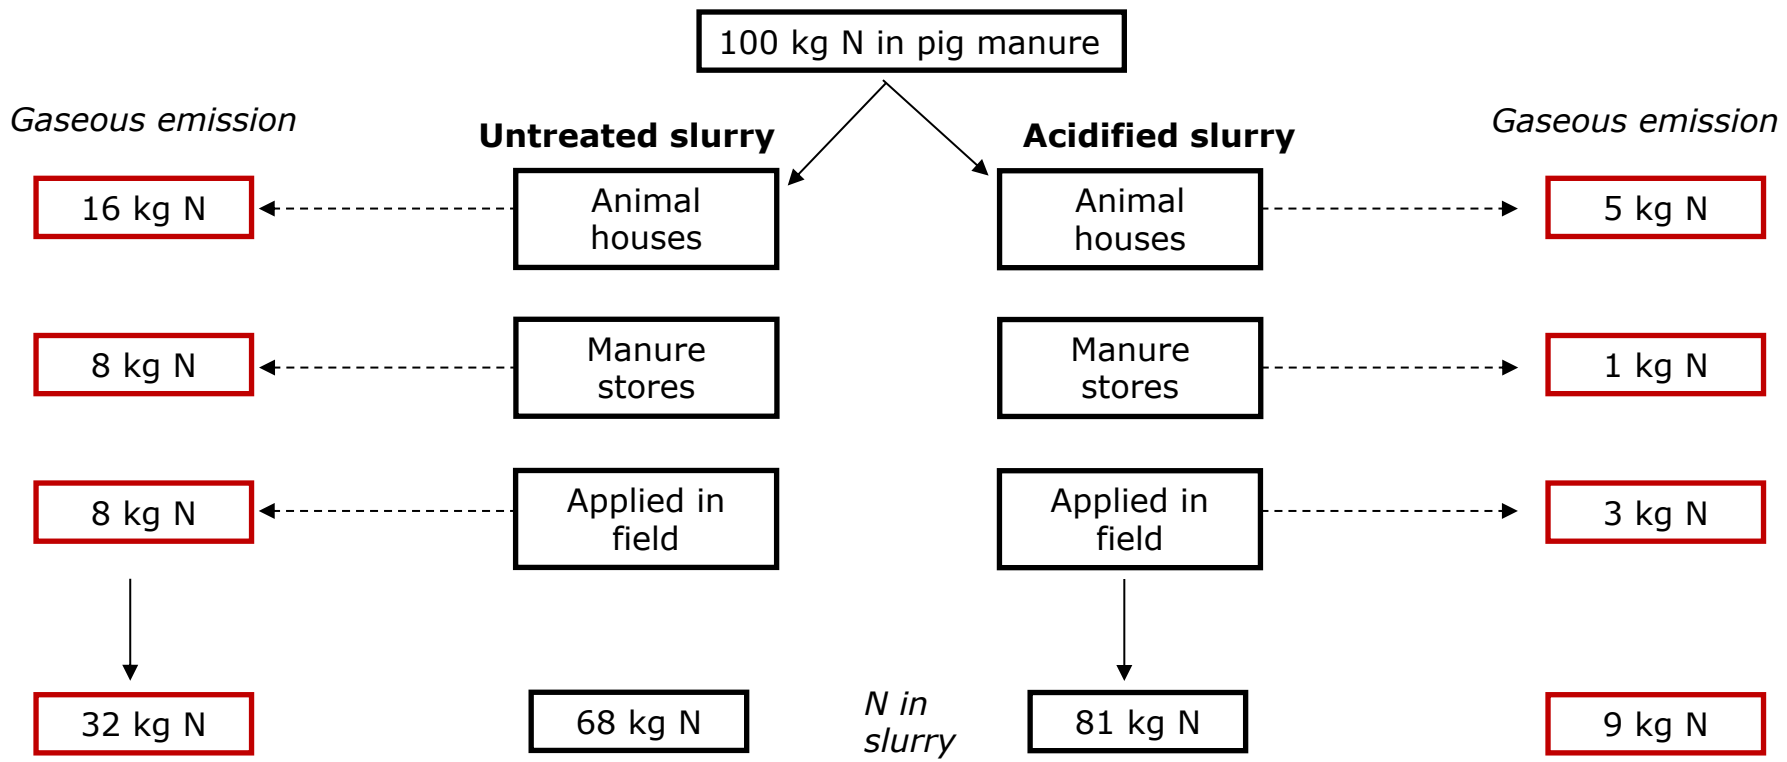 100 kg N in pig manure
Gaseous emission
Untreated slurry
Acidified slurry
Gaseous emission
16 kg N
Animal
houses
Animal
houses
5 kg N
8 kg N
Manure
stores
Manure
stores
1 kg N
8 kg N
Applied in
field
Applied in
field
3 kg N
32 kg N
68 kg N
N in
slurry
81 kg N
9 kg N